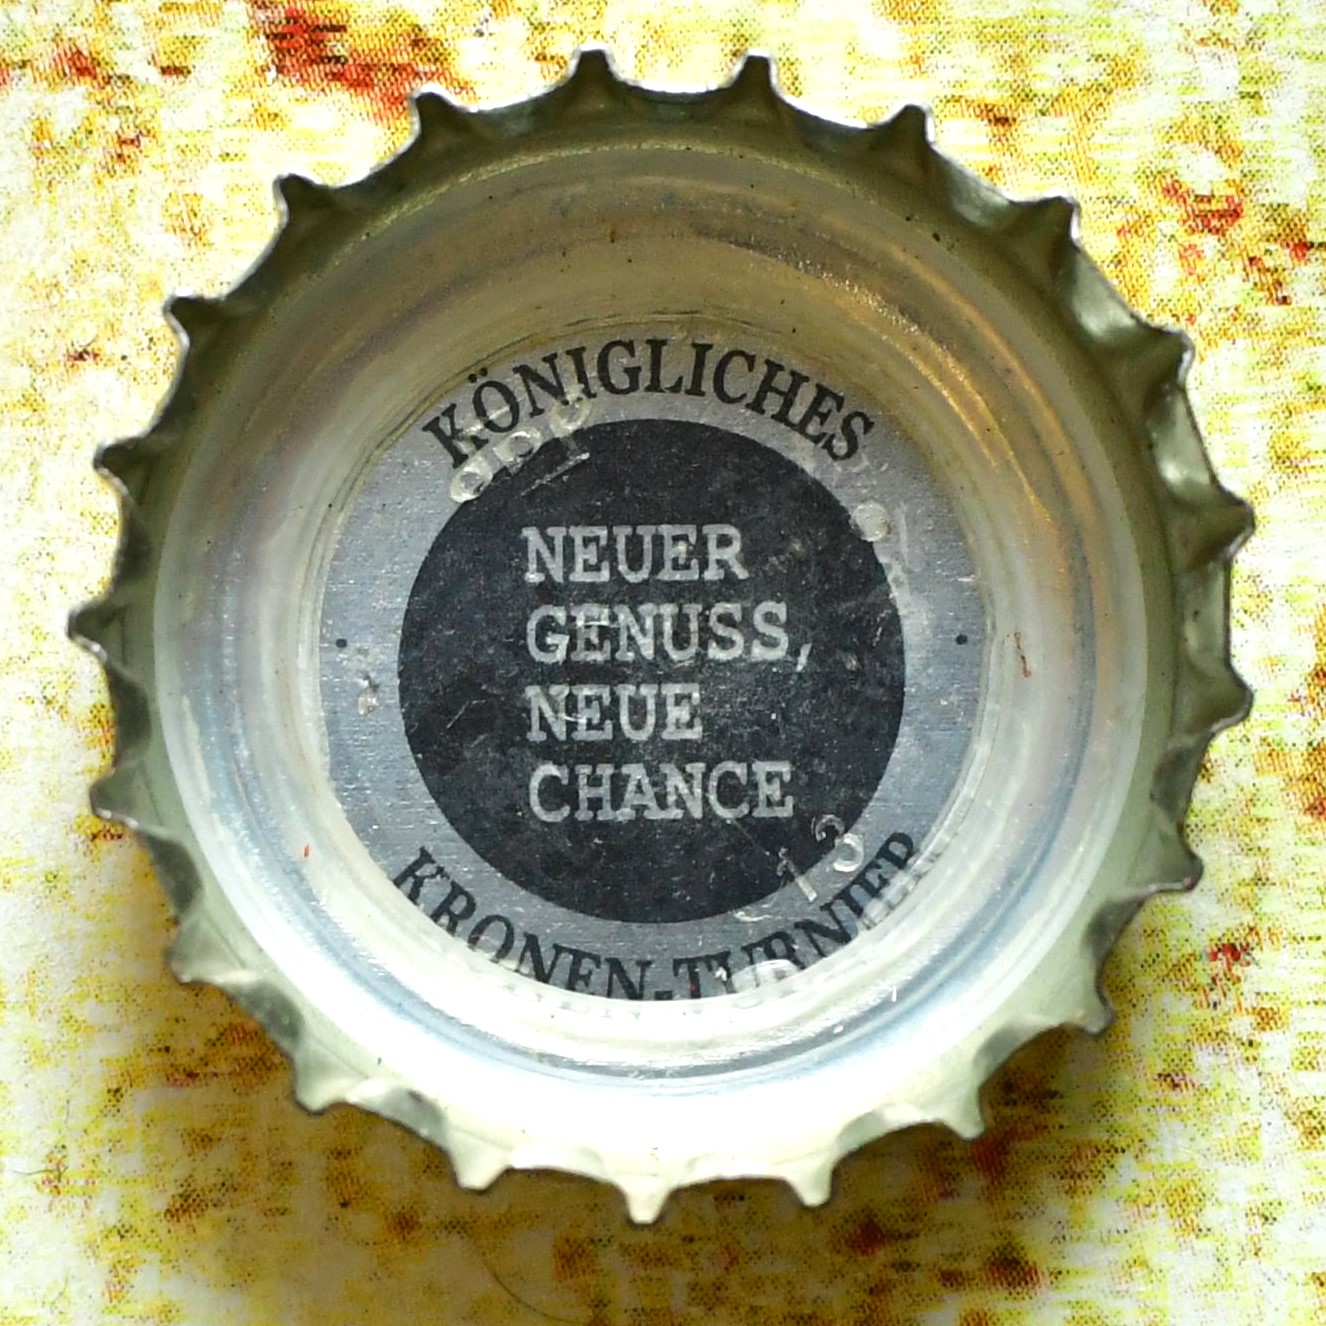 KÖNIGLICHES
NEUER
GENUSS,
NEUE
CHANCE
KRONEN-TURNIER